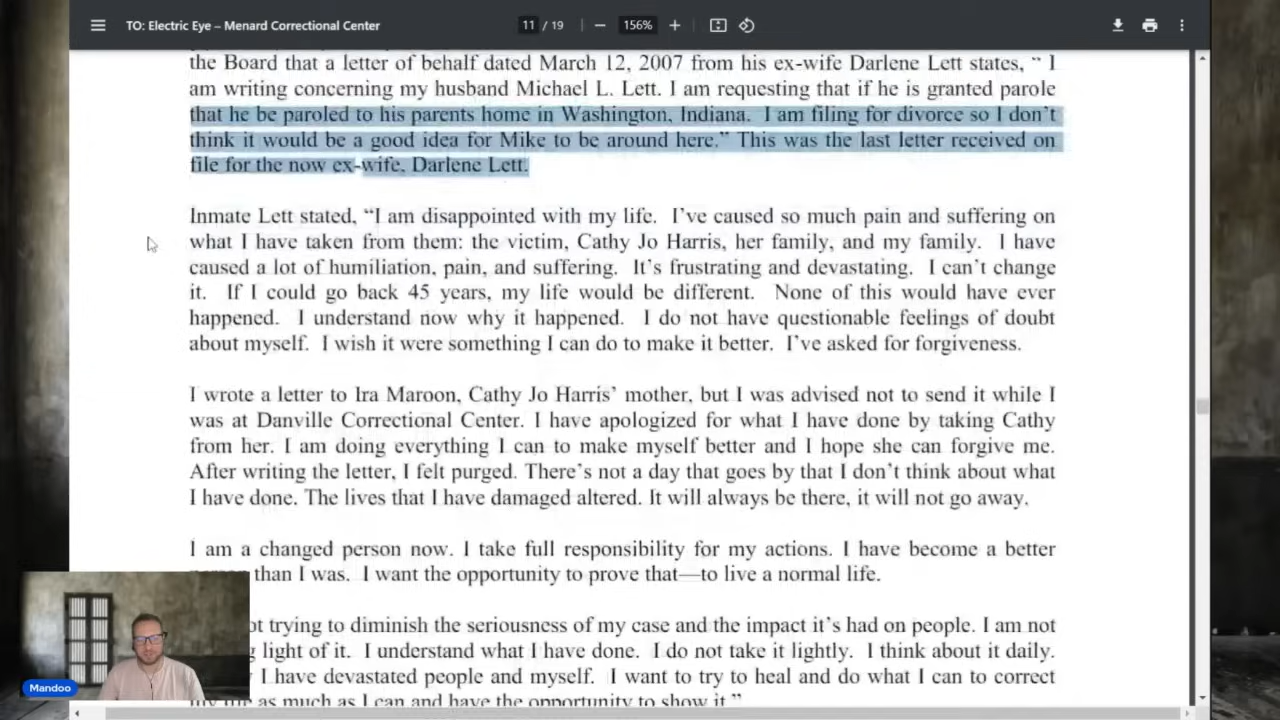 TO: Electric Eye – Menard Correctional Center
11 / 19
156%
the Board that a letter of behalf dated March 12, 2007 from his ex-wife Darlene Lett states, “ I
am writing concerning my husband Michael L. Lett. I am requesting that if he is granted parole
that he be paroled to his parents home in Washington, Indiana. I am filing for divorce so I don’t
think it would be a good idea for Mike to be around here.” This was the last letter received on
file for the now ex-wife, Darlene Lett.
Inmate Lett stated, “I am disappointed with my life. I’ve caused so much pain and suffering on
what I have taken from them: the victim, Cathy Jo Harris, her family, and my family. I have
caused a lot of humiliation, pain, and suffering. It’s frustrating and devastating. I can’t change
it. If I could go back 45 years, my life would be different. None of this would have ever
happened. I understand now why it happened. I do not have questionable feelings of doubt
about myself. I wish it were something I can do to make it better. I’ve asked for forgiveness.
I wrote a letter to Ira Maroon, Cathy Jo Harris’ mother, but I was advised not to send it while I
was at Danville Correctional Center. I have apologized for what I have done by taking Cathy
from her. I am doing everything I can to make myself better and I hope she can forgive me.
After writing the letter, I felt purged. There’s not a day that goes by that I don’t think about what
I have done. The lives that I have damaged altered. It will always be there, it will not go away.
I am a changed person now. I take full responsibility for my actions. I have become a better
than I was. I want the opportunity to prove that—to live a normal life.
trying to diminish the seriousness of my case and the impact it’s had on people. I am not
light of it. I understand what I have done. I do not take it lightly. I think about it daily.
I have devastated people and myself. I want to try to heal and do what I can to correct
as much as I can and have the opportunity to show it.”
Mandoo